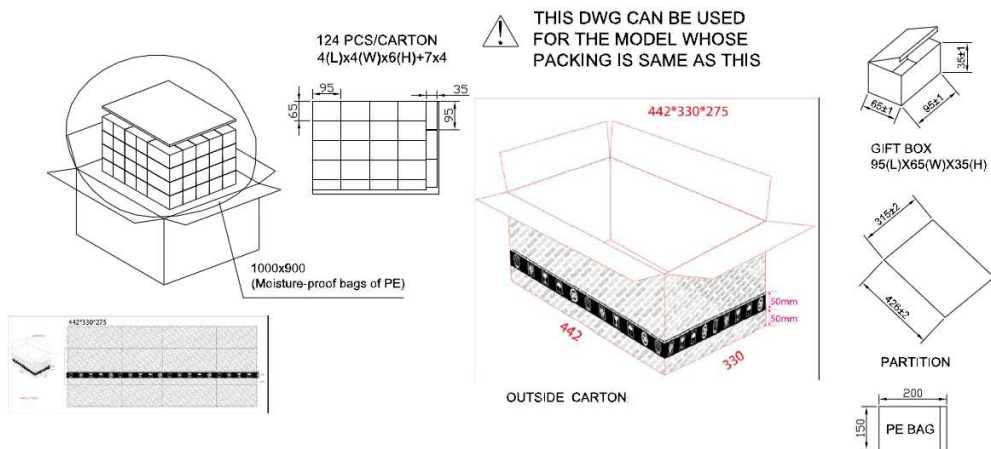 124 PCS/CARTON
4(L)x4(W)x6(H)+7x4
95
35
65
95
1000x900
(Moisture-proof bags of PE)
442*330*275
THIS DWG CAN BE USED
FOR THE MODEL WHOSE
PACKING IS SAME AS THIS
442*330*275
50mm
50mm
442
330
OUTSIDE CARTON
35±1
65±1
95±1
GIFT BOX
95(L)X65(W)X35(H)
315±2
426±2
PARTITION
200
150
PE BAG